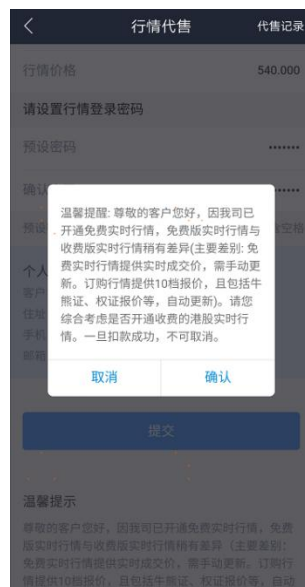 行情代售 代售记录
行情价格 540.000
请设置行情登录密码
预设密码 •••••••
确认
预设 空格
温馨提醒: 尊敬的客户您好，因我司已
开通免费实时行情，免费版实时行情与
收费版实时行情稍有差异(主要差别: 免
费实时行情提供实时成交价，需手动更
新。订购行情提供10档报价，且包括牛
熊证、权证报价等，自动更新)。请您
综合考虑是否开通收费的港股实时行
情。一旦扣款成功，不可取消。
取消 确认
个人
客户
住址
手机
邮箱
提交
温馨提示
尊敬的客户您好，因我司已开通免费实时行情，免费
版实时行情与收费版实时行情稍有差异（主要差别：
免费实时行情提供实时成交价，需手动更新。订购行
情提供10档报价，且包括牛熊证、权证报价等，自动